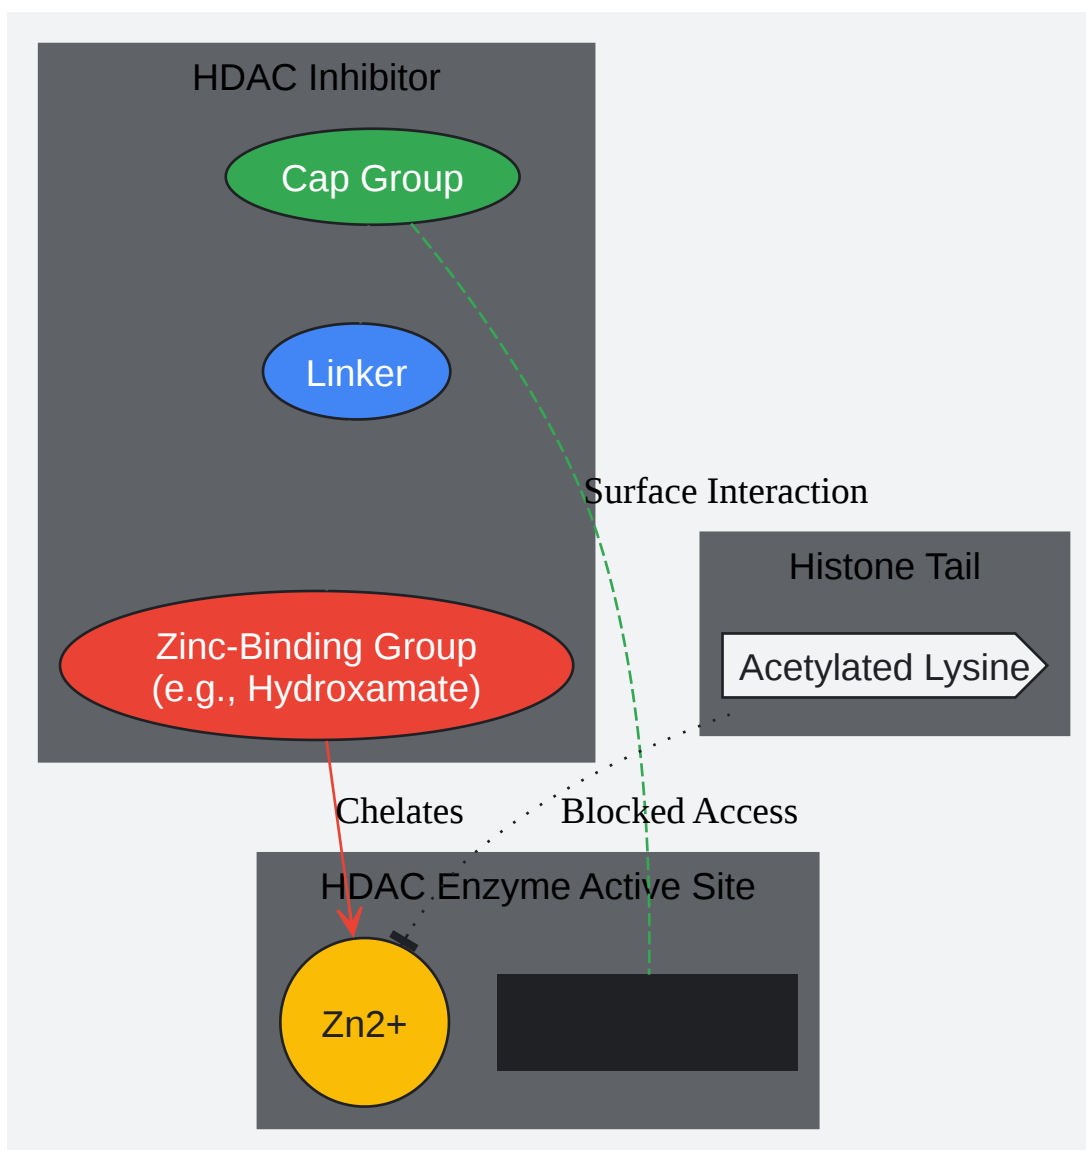 HDAC Inhibitor
Cap Group
Linker
Surface Interaction
Histone Tail
Zinc-Binding Group
(e.g., Hydroxamate)
Acetylated Lysine
Chelates
Blocked Access
HDAC Enzyme Active Site
Zn2+